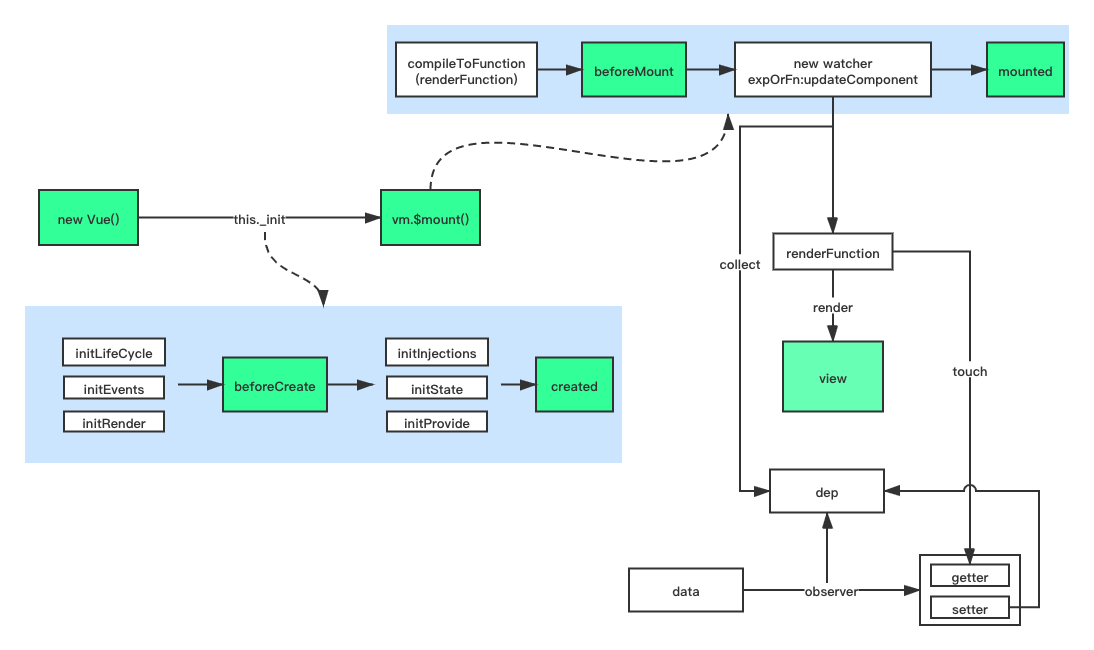 compileToFunction
(renderFunction)
beforeMount
new watcher
expOrFn:updateComponent
mounted
new Vue()
this._init
vm.$mount()
collect
renderFunction
render
view
touch
initLifeCycle
initEvents
initRender
beforeCreate
initInjections
initState
initProvide
created
dep
data
observer
getter
setter